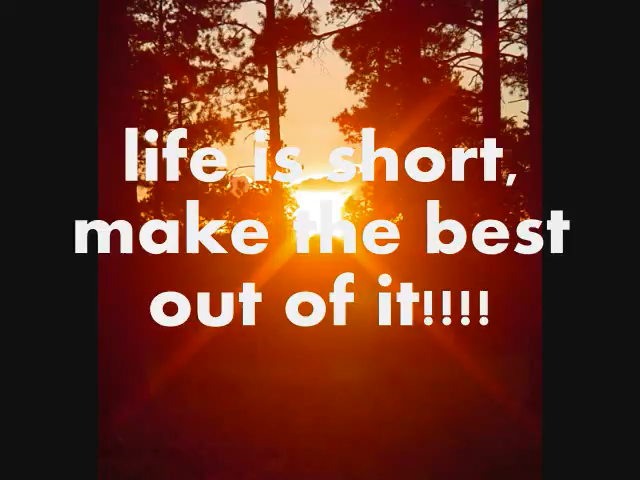 life is short,
make the best
out of it!!!!